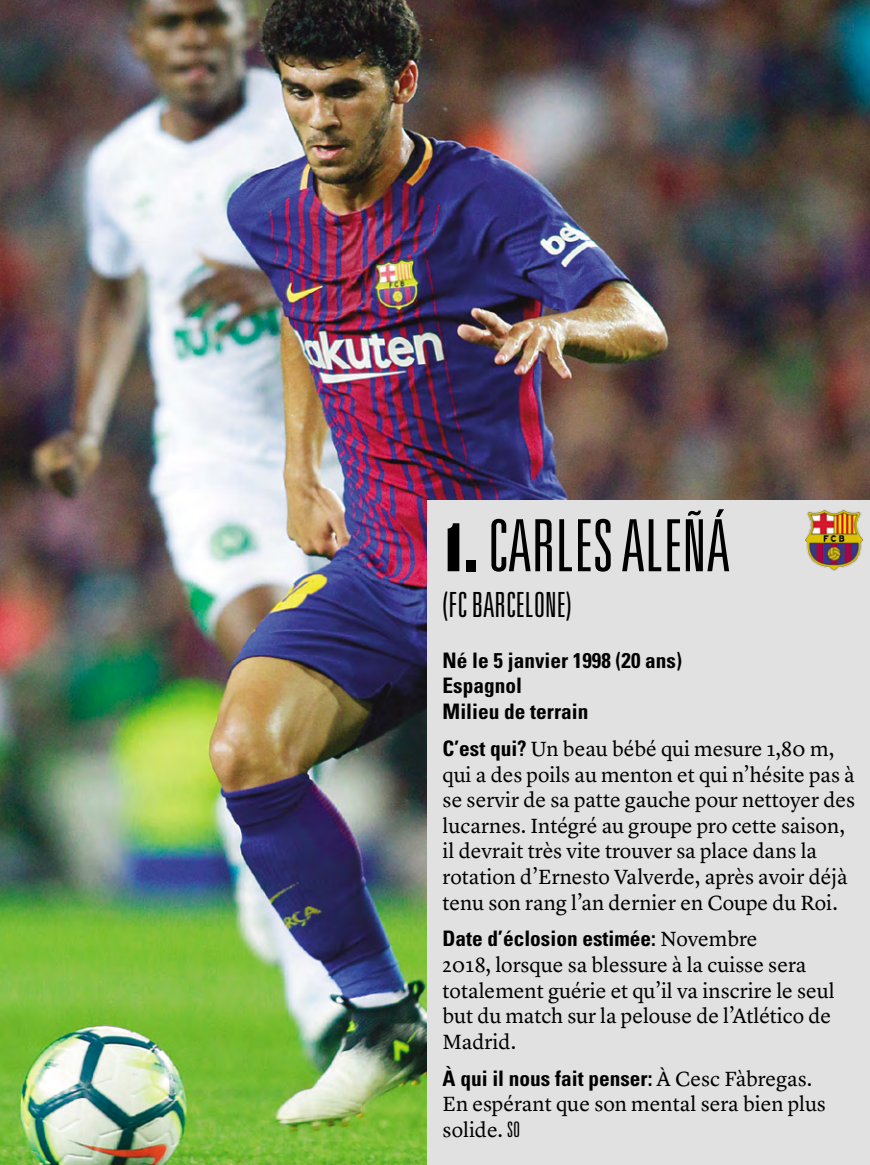 be
Rakuten
FCB
1. CARLES ALEÑÁ
(FC BARCELONE)
Né le 5 janvier 1998 (20 ans)
Espagnol
Milieu de terrain
C’est qui? Un beau bébé qui mesure 1,80 m,
qui a des poils au menton et qui n’hésite pas à
se servir de sa patte gauche pour nettoyer des
lucarnes. Intégré au groupe pro cette saison,
il devrait très vite trouver sa place dans la
rotation d’Ernesto Valverde, après avoir déjà
tenu son rang l’an dernier en Coupe du Roi.
Date d’éclosion estimée: Novembre
2018, lorsque sa blessure à la cuisse sera
totalement guérie et qu’il va inscrire le seul
but du match sur la pelouse de l’Atlético de
Madrid.
À qui il nous fait penser: À Cesc Fàbregas.
En espérant que son mental sera bien plus
solide. SO